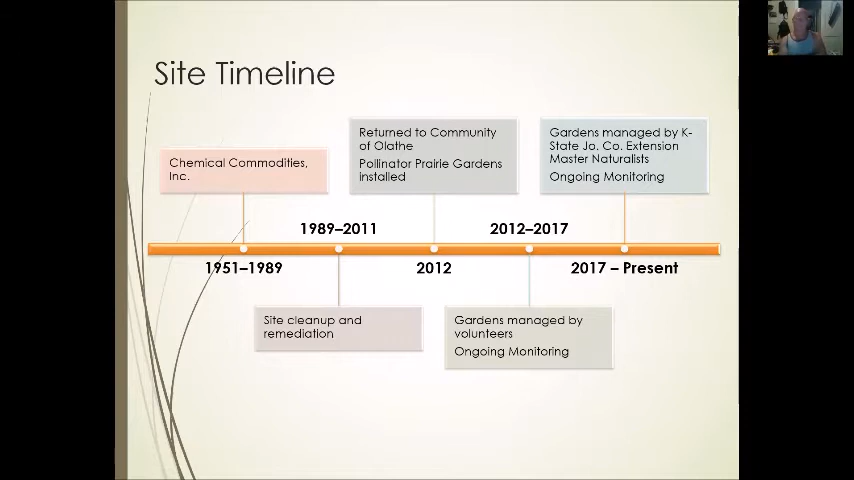 Site Timeline
Chemical Commodities,
Inc.
Returned to Community
of Olathe
Pollinator Prairie Gardens
installed
Gardens managed by K-
State Jo. Co. Extension
Master Naturalists
Ongoing Monitoring
1989–2011
2012–2017
1951–1989
2012
2017 – Present
Site cleanup and
remediation
Gardens managed by
volunteers
Ongoing Monitoring